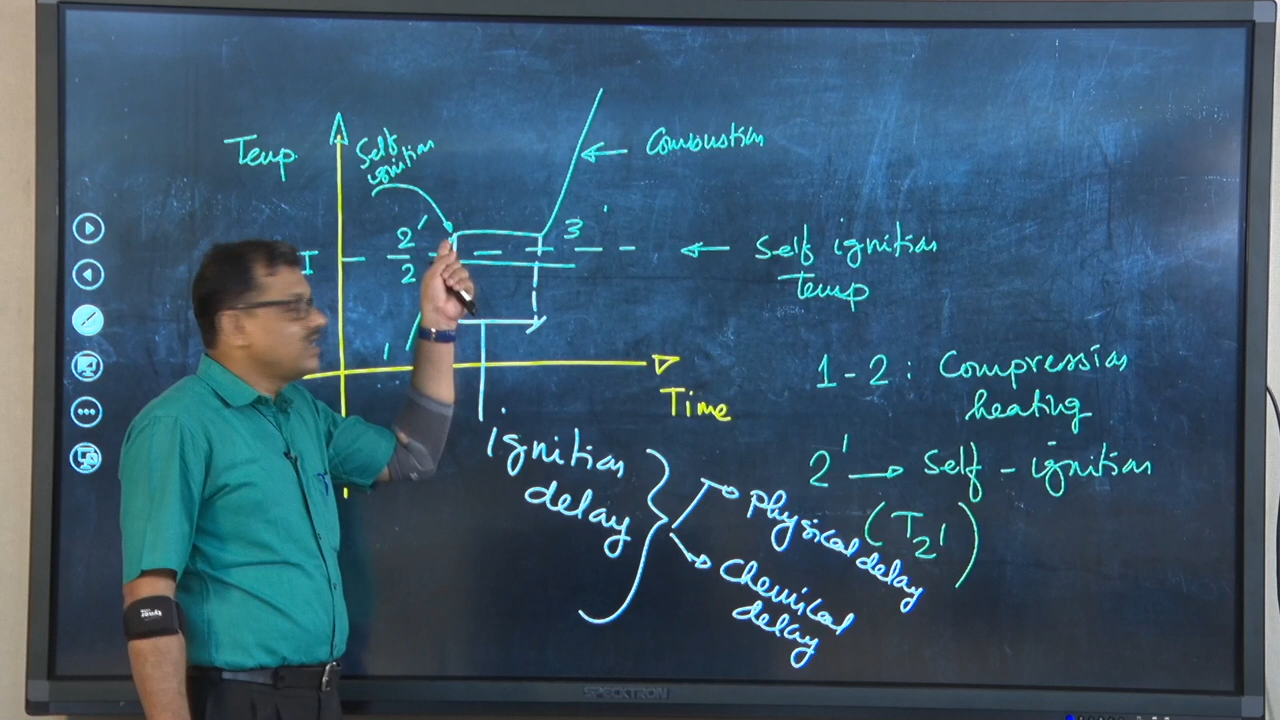 Temp.
Self
ignition
Combustion
2'
2
3'
1
Self ignition
Temp
Time
1-2: Compression
heating
2' → Self-ignition
(T2')
ignition
delay
Physical delay
Chemical
delay
SPECKTRON